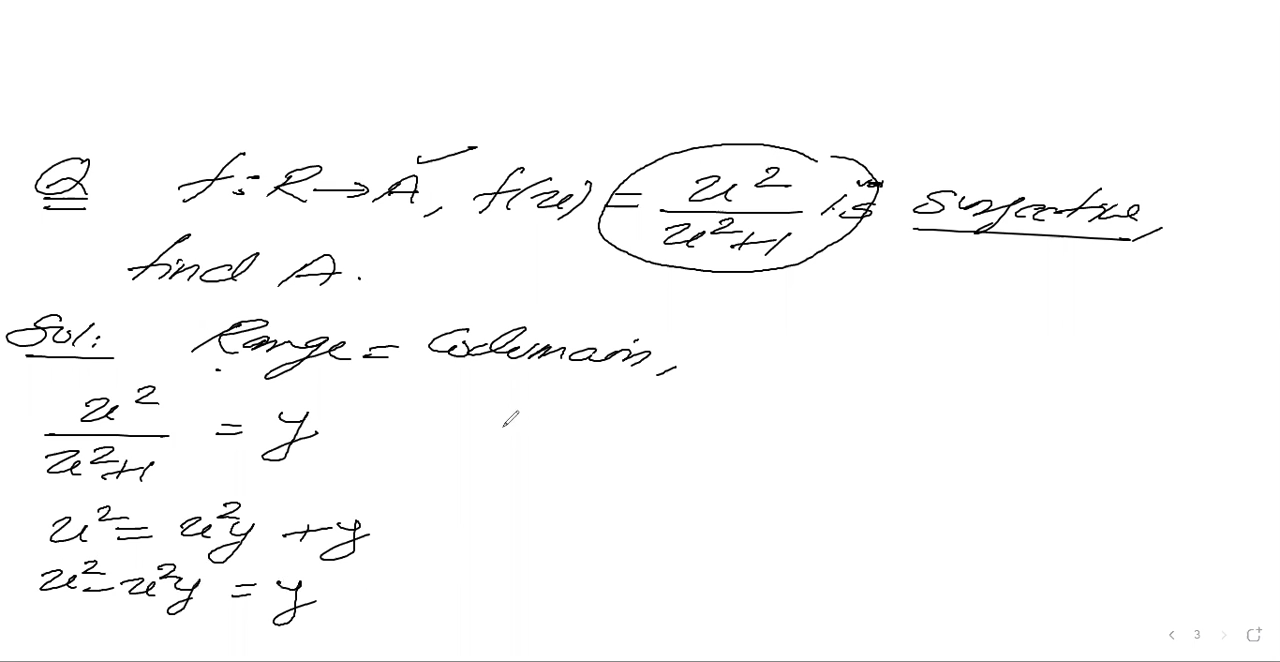 Q f: R → A, f(x) = x²/(x²+1) is surjective,
find A.
Sol: Range = Codomain,
x²/(x²+1) = y
x² = x²y + y
x² - x²y = y
3